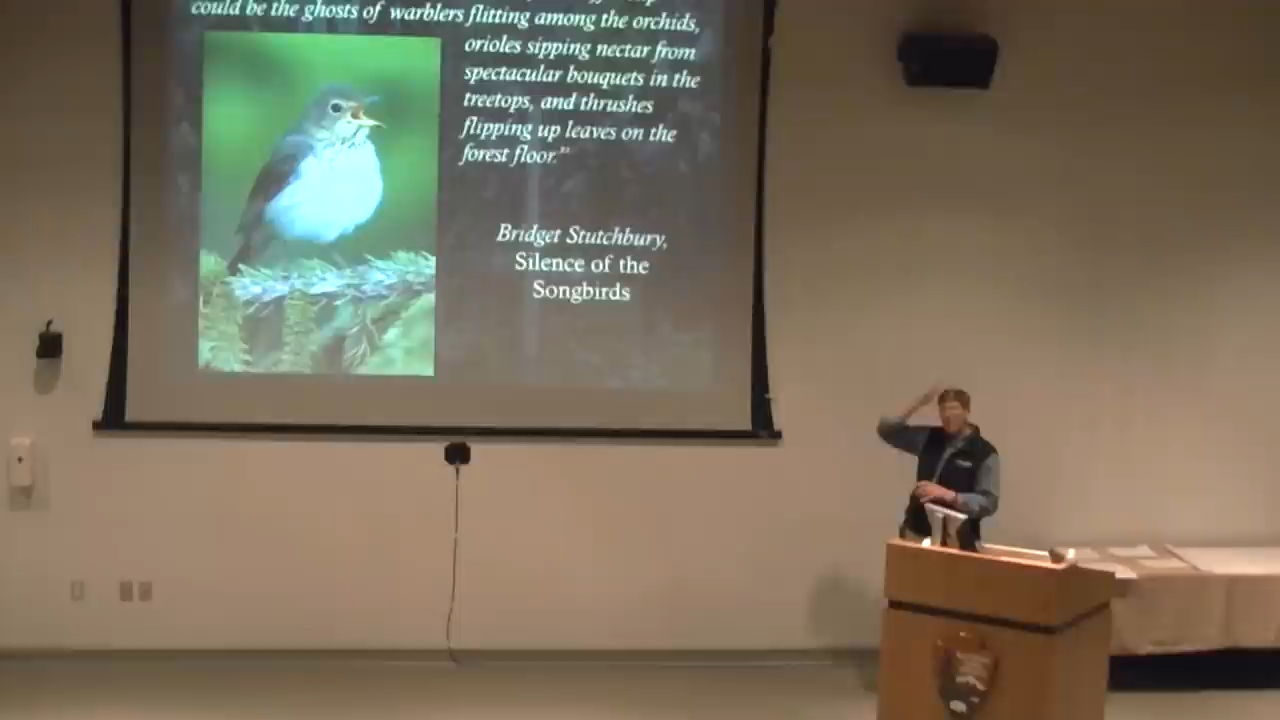 could be the ghosts of warblers flitting among the orchids,
orioles sipping nectar from
spectacular bouquets in the
treetops, and thrushes
flipping up leaves on the
forest floor."
Bridget Stutchbury,
Silence of the
Songbirds